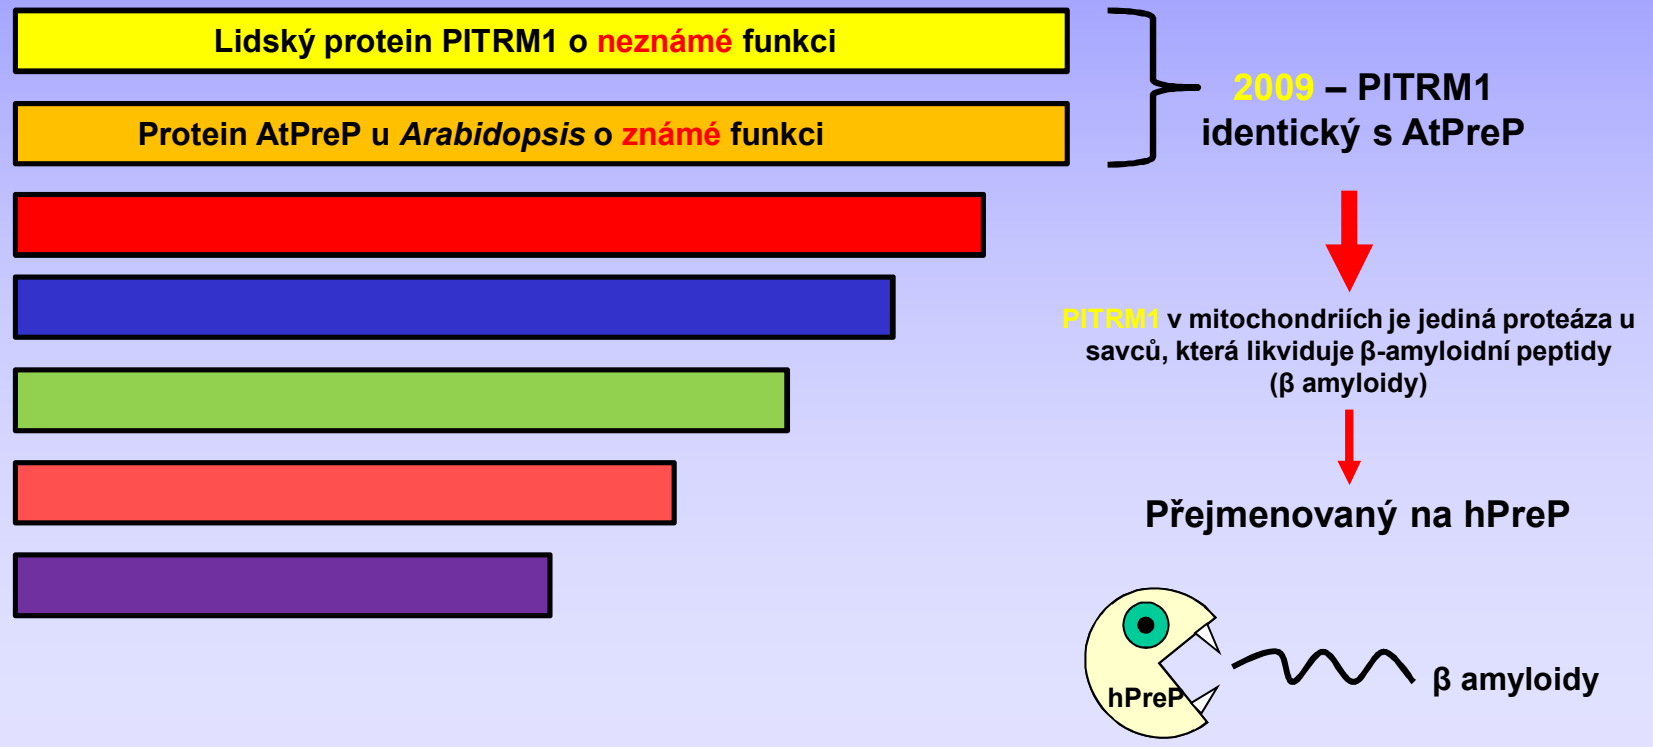 Lidský protein PITRM1 o neznámé funkci
Protein AtPreP u Arabidopsis o známé funkci
2009 – PITRM1
identický s AtPreP
PITRM1 v mitochondriích je jediná proteáza u
savců, která likviduje β-amyloidní peptidy
(β amyloidy)
Přejmenovaný na hPreP
hPreP
β amyloidy